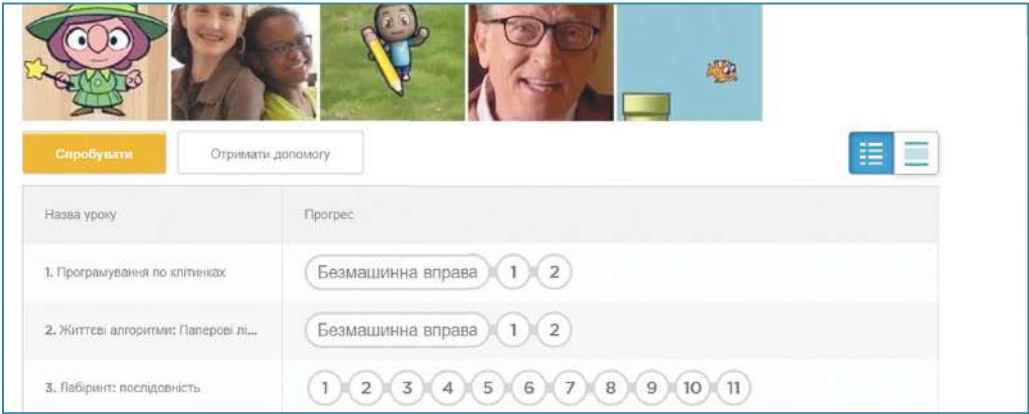 Спробувати
Отримати допомогу
Назва уроку Прогрес
1. Програмування по клітинках Безмашинна вправа 1 2
2. Життєві алгоритми: Паперові лі... Безмашинна вправа 1 2
3. Лабіринт: послідовність 1 2 3 4 5 6 7 8 9 10 11